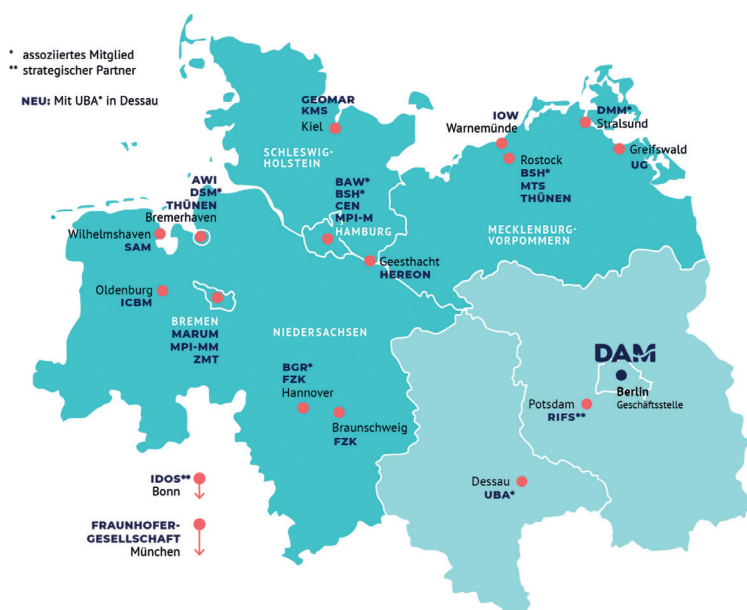 * assoziiertes Mitglied
** strategischer Partner
NEU: Mit UBA* in Dessau
GEOMAR
KMS
Kiel
SCHLESWIG-
HOLSTEIN
IOW
Warnemünde
DMM*
Stralsund
Greifswald
UG
Rostock
BSH*
MTS
THÜNEN
MECKLENBURG-
VORPOMMERN
AWI
DSM*
THÜNEN
Bremerhaven
BAW*
BSH*
CEN
MPI-M
HAMBURG
Wilhelmshaven
SAM
Geesthacht
HEREON
Oldenburg
ICBM
BREMEN
MARUM
MPI-MM
ZMT
NIEDERSACHSEN
BGR*
FZK
Hannover
Braunschweig
FZK
DAM
Berlin
Geschäftsstelle
Potsdam
RIFS**
Dessau
UBA*
IDOS**
Bonn
FRAUNHOFER-
GESELLSCHAFT
München